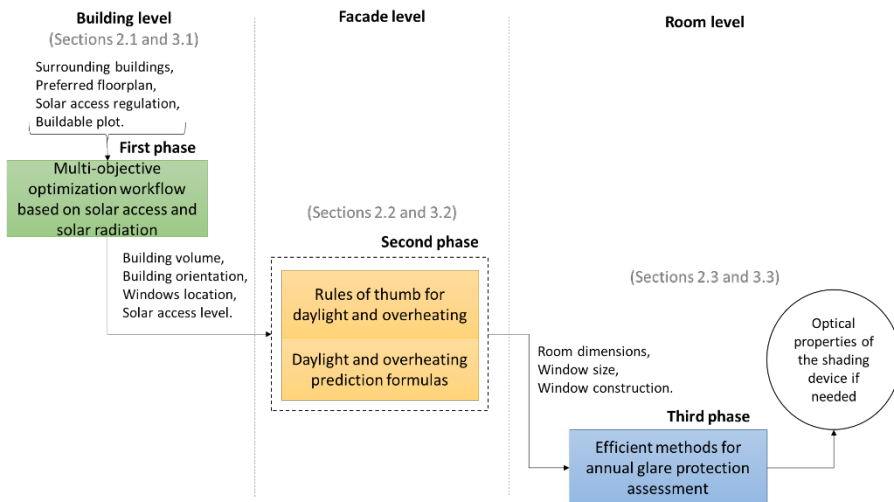 Building level
(Sections 2.1 and 3.1)
Surrounding buildings,
Preferred floorplan,
Solar access regulation,
Buildable plot.
First phase
Multi-objective
optimization workflow
based on solar access and
solar radiation
Building volume,
Building orientation,
Windows location,
Solar access level.
Facade level
(Sections 2.2 and 3.2)
Second phase
Rules of thumb for
daylight and overheating
Daylight and overheating
prediction formulas
Room level
(Sections 2.3 and 3.3)
Room dimensions,
Window size,
Window construction.
Third phase
Efficient methods for
annual glare protection
assessment
Optical
properties of
the shading
device if
needed